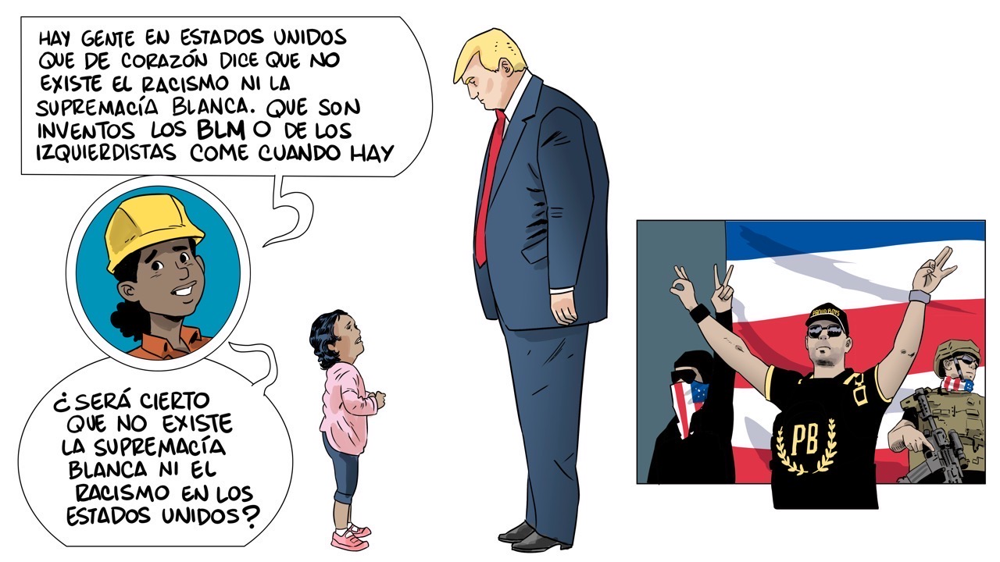 HAY GENTE EN ESTADOS UNIDOS
QUE DE CORAZÓN DICE QUE NO
EXISTE EL RACISMO NI LA
SUPREMACÍA BLANCA. QUE SON
INVENTOS LOS BLM O DE LOS
IZQUIERDISTAS COME CUANDO HAY
¿SERÁ CIERTO
QUE NO EXISTE
LA SUPREMACÍA
BLANCA NI EL
RACISMO EN LOS
ESTADOS UNIDOS?
PROUD BOYS
PB